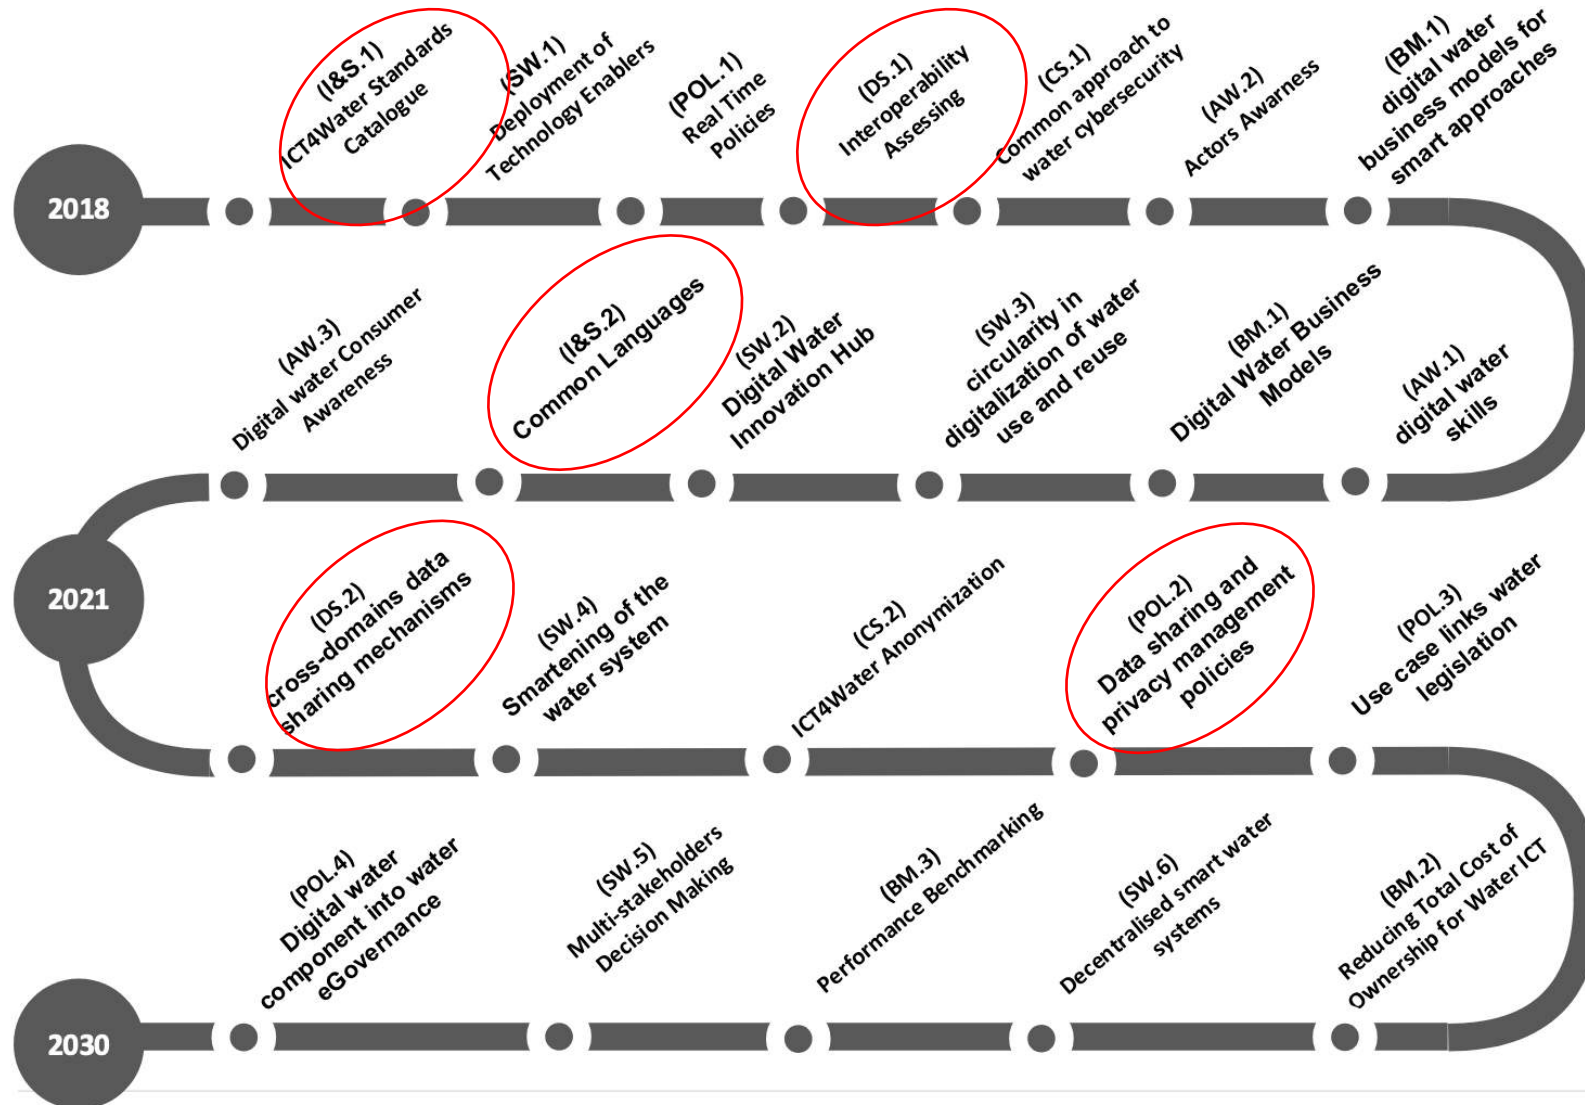 2018
(I&S.1)
ICT4Water Standards
Catalogue
(SW.1)
Deployment of
Technology Enablers
(POL.1)
Real Time
Policies
(DS.1)
Interoperability
Assessing
(CS.1)
Common approach to
water cybersecurity
(AW.2)
Actors Awarness
(BM.1)
digital water
business models for
smart approaches
(AW.3)
Digital water Consumer
Awareness
(I&S.2)
Common Languages
(SW.2)
Digital Water
Innovation Hub
(SW.3)
circularity in
digitalization of water
use and reuse
(BM.1)
Digital Water Business
Models
(AW.1)
digital water
skills
2021
(DS.2)
cross-domains data
sharing mechanisms
(SW.4)
Smartening of the
water system
(CS.2)
ICT4Water Anonymization
(POL.2)
Data sharing and
privacy management
policies
(POL.3)
Use case links water
legislation
2030
(POL.4)
Digital water
component into water
eGovernance
(SW.5)
Multi-stakeholders
Decision Making
(BM.3)
Performance Benchmarking
(SW.6)
Decentralised smart water
systems
(BM.2)
Reducing Total Cost of
Ownership for Water ICT